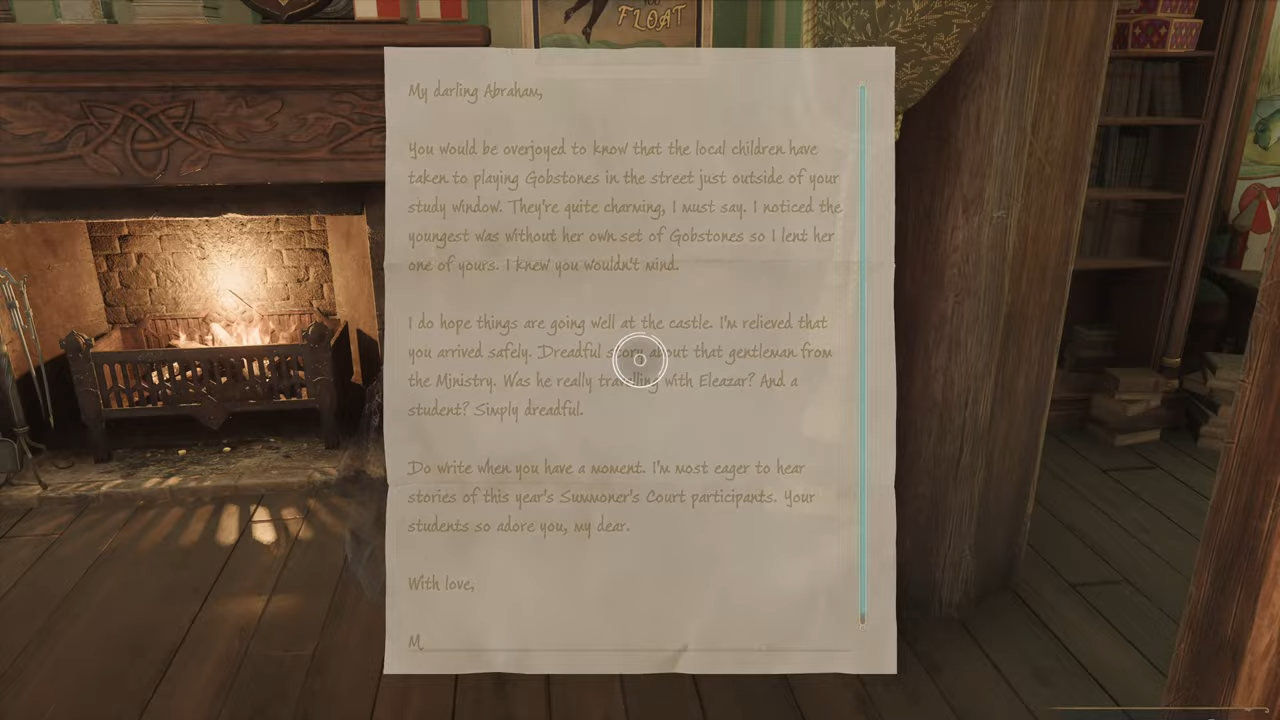 FLOAT
My darling Abraham,
You would be overjoyed to know that the local children have
taken to playing Gobstones in the street just outside of your
study window. They're quite charming, I must say. I noticed the
youngest was without her own set of Gobstones so I lent her
one of yours. I knew you wouldn't mind.
I do hope things are going well at the castle. I'm relieved that
you arrived safely. Dreadful story about that gentleman from
the Ministry. Was he really travelling with Eleazar? And a
student? Simply dreadful.
Do write when you have a moment. I'm most eager to hear
stories of this year's Summoner's Court participants. Your
students so adore you, my dear.
With love,
M.